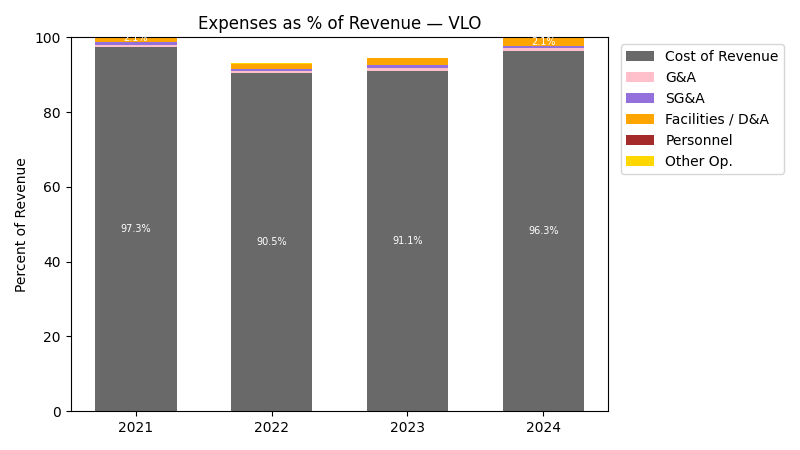 Expenses as % of Revenue — VLO
Percent of Revenue
100
80
60
40
20
0
2.1%
97.3%
90.5%
91.1%
2.1%
96.3%
2021
2022
2023
2024
Cost of Revenue
G&A
SG&A
Facilities / D&A
Personnel
Other Op.